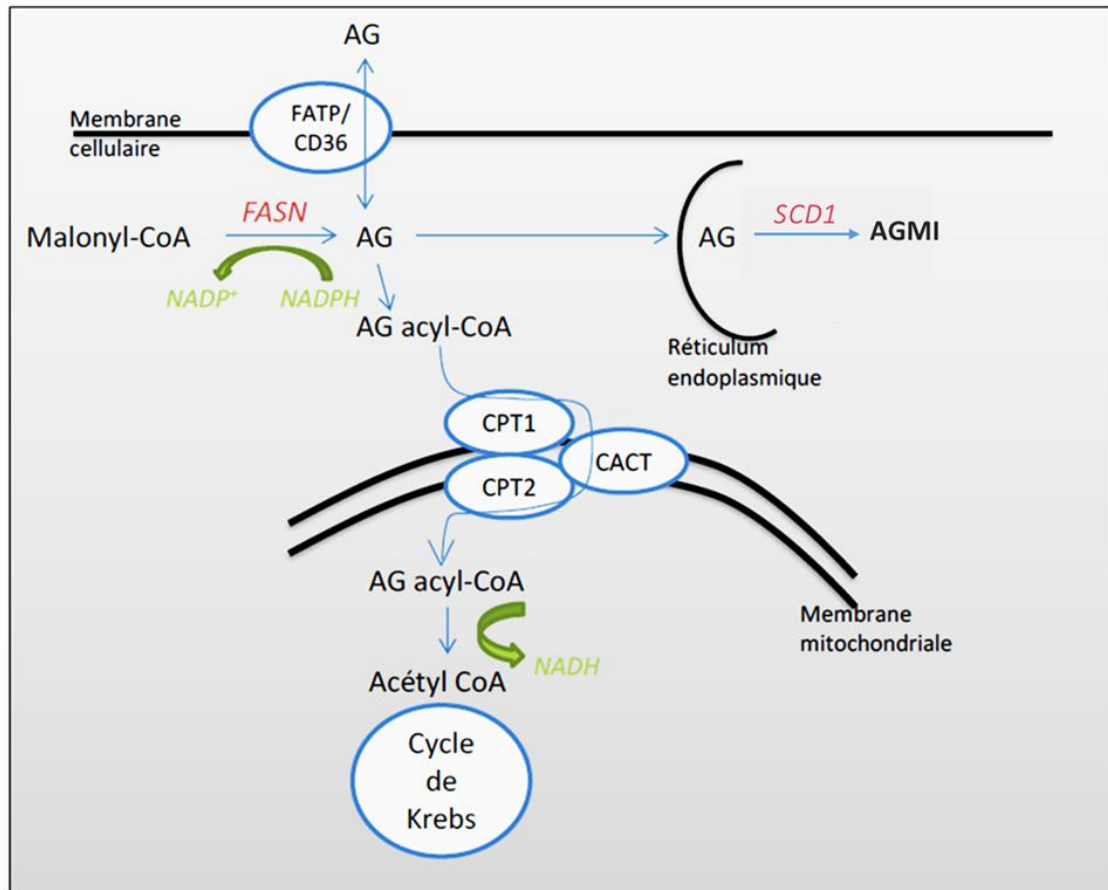 AG
FATP/
CD36
Membrane
cellulaire
FASN
SCD1
Malonyl-CoA
AG
AG
AGMI
NADP⁺
NADPH
AG acyl-CoA
Réticulum
endoplasmique
CPT1
CACT
CPT2
AG acyl-CoA
Membrane
mitochondriale
NADH
Acétyl CoA
Cycle
de
Krebs